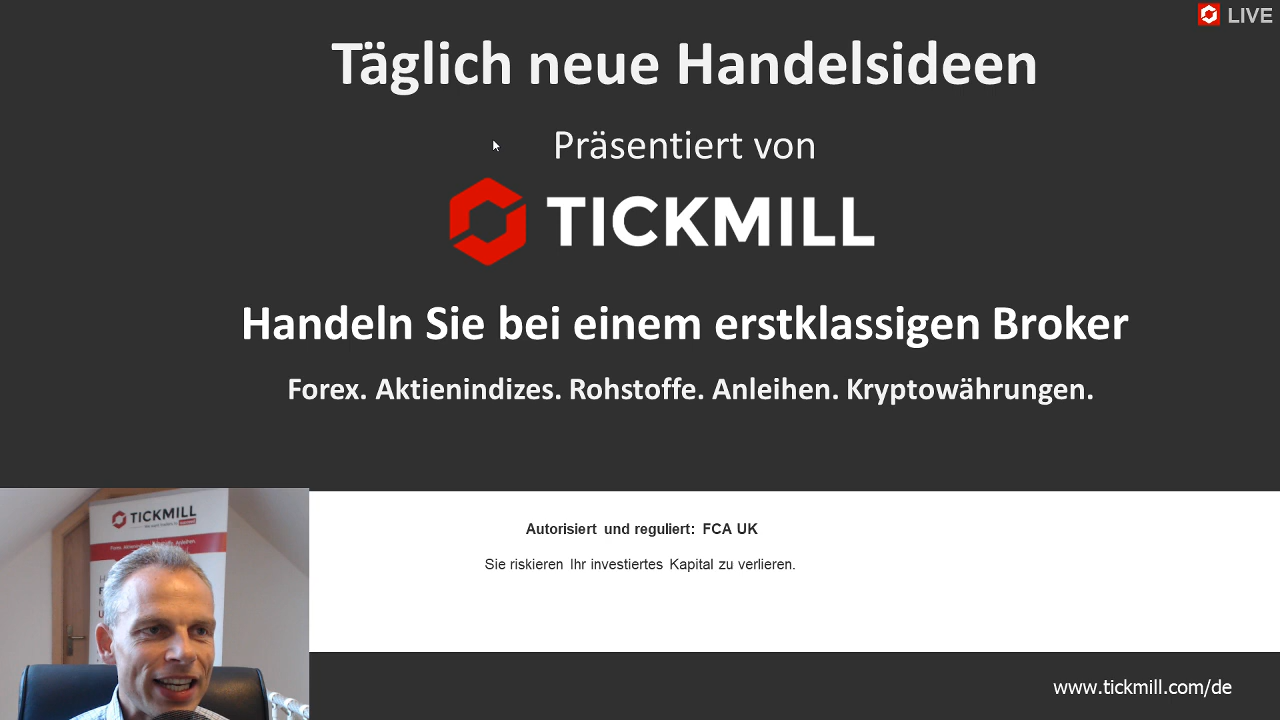 LIVE
Täglich neue Handelsideen
Präsentiert von
TICKMILL
Handeln Sie bei einem erstklassigen Broker
Forex. Aktienindizes. Rohstoffe. Anleihen. Kryptowährungen.
TICKMILL
Autorisiert und reguliert: FCA UK
Sie riskieren Ihr investiertes Kapital zu verlieren.
www.tickmill.com/de